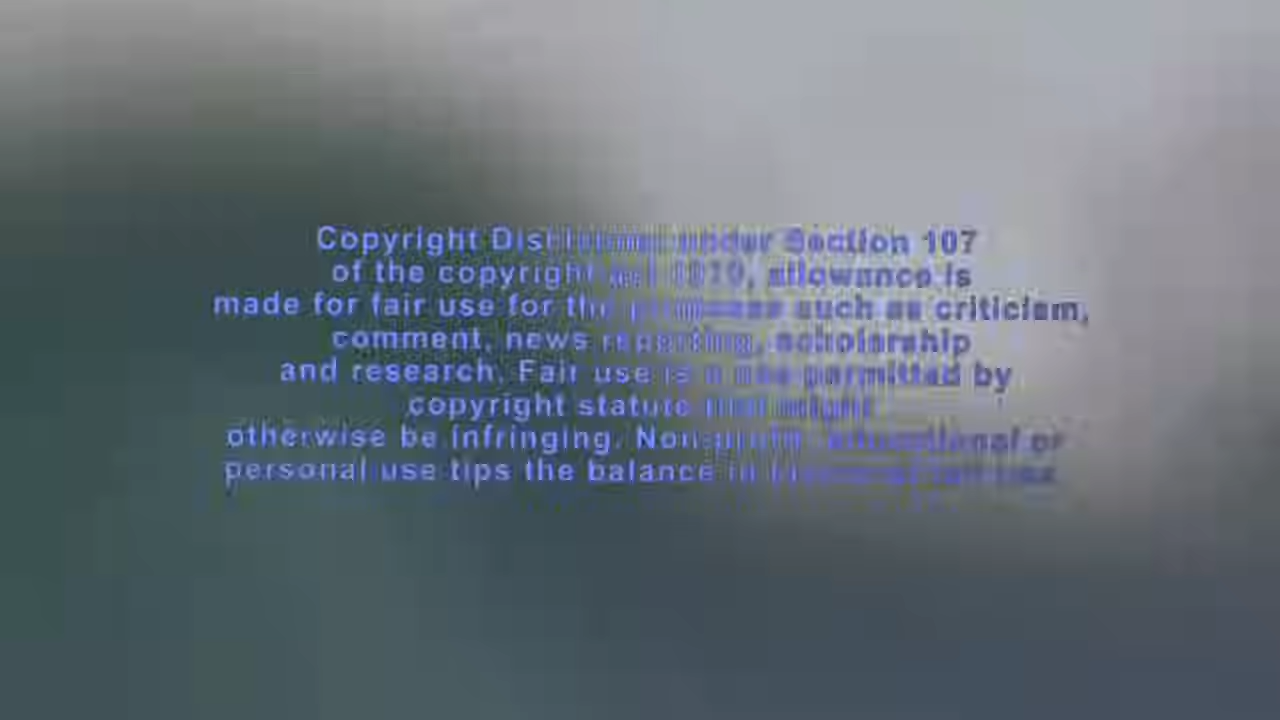 Copyright Disclaimer under Section 107
of the copyright act, allowance is
made for fair use for the purposes such as criticism,
comment, news reporting, scholarship
and research. Fair use is a use permitted by
copyright statute that might
otherwise be infringing. Non-profit, educational or
personal use tips the balance in